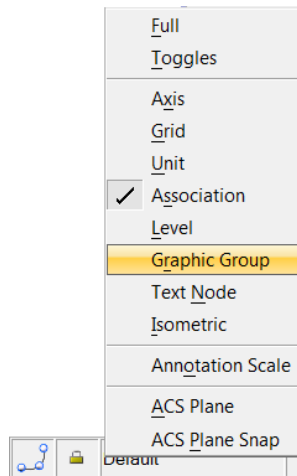 Full
Toggles
Axis
Grid
Unit
Association
Level
Graphic Group
Text Node
Isometric
Annotation Scale
ACS Plane
ACS Plane Snap
Default